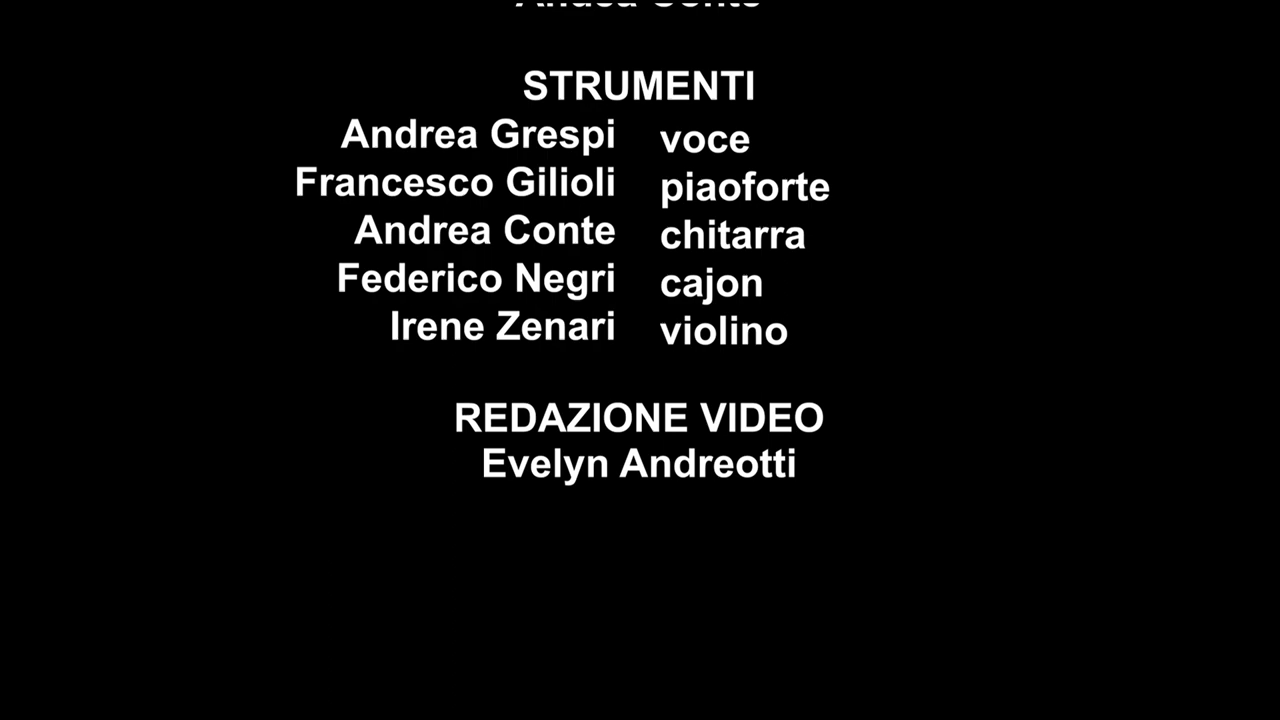 STRUMENTI
Andrea Grespi voce
Francesco Gilioli piaoforte
Andrea Conte chitarra
Federico Negri cajon
Irene Zenari violino
REDAZIONE VIDEO
Evelyn Andreotti